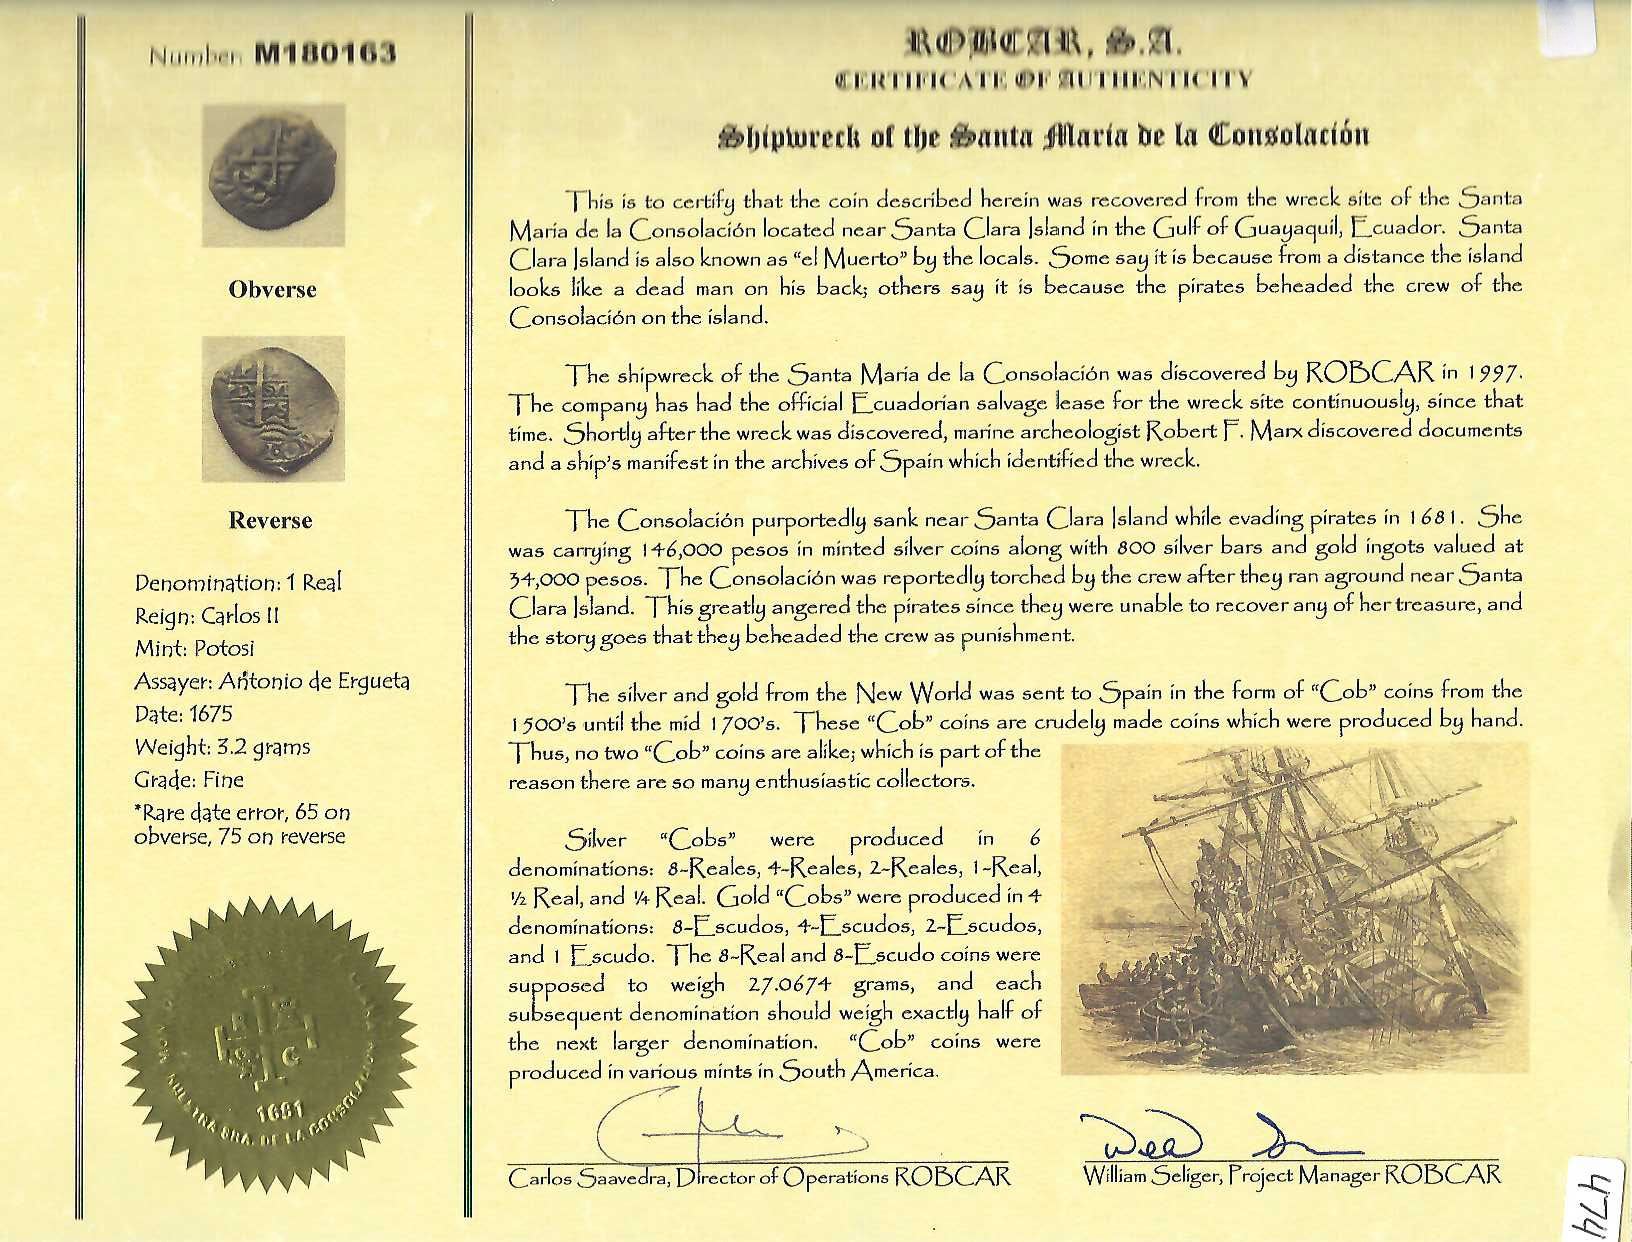 Number: M180163
Obverse
Reverse
Denomination: 1 Real
Reign: Carlos II
Mint: Potosi
Assayer: Antonio de Ergueta
Date: 1675
Weight: 3.2 grams
Grade: Fine
*Rare date error, 65 on
obverse, 75 on reverse
1681
SRA. DE LA CONSOLACION
ROBCAR, S.A.
CERTIFICATE OF AUTHENTICITY
Shipwreck of the Santa María de la Consolación
This is to certify that the coin described herein was recovered from the wreck site of the Santa
María de la Consolación located near Santa Clara Island in the Gulf of Guayaquil, Ecuador. Santa
Clara Island is also known as “el Muerto” by the locals. Some say it is because from a distance the island
looks like a dead man on his back; others say it is because the pirates beheaded the crew of the
Consolación on the island.
The shipwreck of the Santa María de la Consolación was discovered by ROBCAR in 1997.
The company has had the official Ecuadorian salvage lease for the wreck site continuously, since that
time. Shortly after the wreck was discovered, marine archeologist Robert F. Marx discovered documents
and a ship's manifest in the archives of Spain which identified the wreck.
The Consolación purportedly sank near Santa Clara Island while evading pirates in 1681. She
was carrying 146,000 pesos in minted silver coins along with 800 silver bars and gold ingots valued at
34,000 pesos. The Consolación was reportedly torched by the crew after they ran aground near Santa
Clara Island. This greatly angered the pirates since they were unable to recover any of her treasure, and
the story goes that they beheaded the crew as punishment.
The silver and gold from the New World was sent to Spain in the form of “Cob” coins from the
1500's until the mid 1700's. These “Cob” coins are crudely made coins which were produced by hand.
Thus, no two “Cob” coins are alike; which is part of the
reason there are so many enthusiastic collectors.
Silver “Cobs” were produced in 6
denominations: 8-Reales, 4-Reales, 2-Reales, 1-Real,
½ Real, and ¼ Real. Gold “Cobs” were produced in 4
denominations: 8-Escudos, 4-Escudos, 2-Escudos,
and 1 Escudo. The 8-Real and 8-Escudo coins were
supposed to weigh 27.0674 grams, and each
subsequent denomination should weigh exactly half of
the next larger denomination. “Cob” coins were
produced in various mints in South America.
Carlos Saavedra, Director of Operations ROBCAR
William Seliger, Project Manager ROBCAR
474